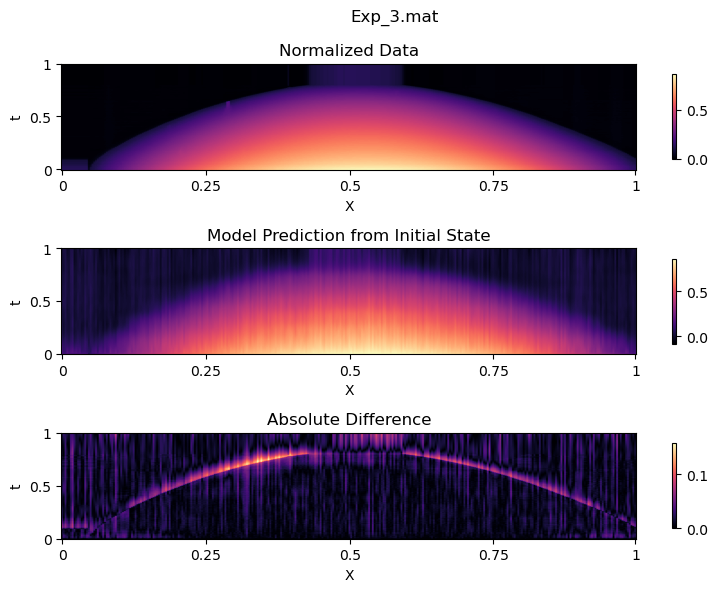 Exp_3.mat
Normalized Data
1
0.5
0
t
0 0.25 0.5 0.75 1
X
0.5
0.0
Model Prediction from Initial State
1
0.5
0
t
0 0.25 0.5 0.75 1
X
0.5
0.0
Absolute Difference
1
0.5
0
t
0 0.25 0.5 0.75 1
X
0.1
0.0